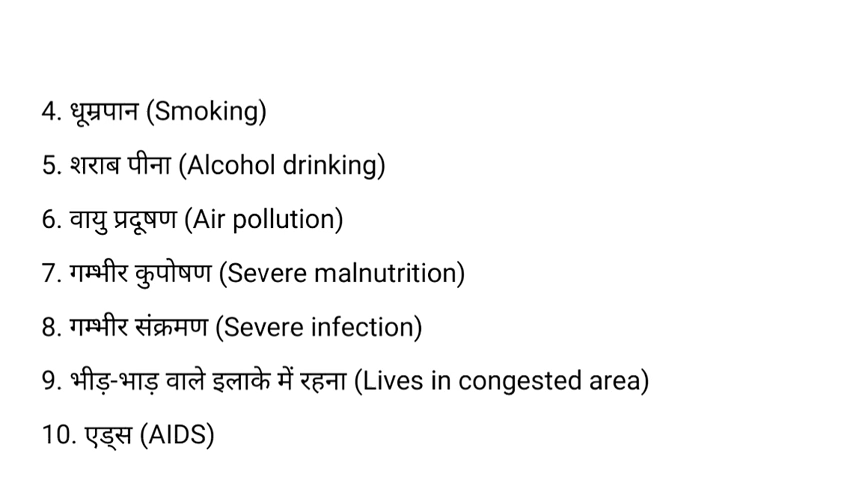 4. धूम्रपान (Smoking)
5. शराब पीना (Alcohol drinking)
6. वायु प्रदूषण (Air pollution)
7. गम्भीर कुपोषण (Severe malnutrition)
8. गम्भीर संक्रमण (Severe infection)
9. भीड़-भाड़ वाले इलाके में रहना (Lives in congested area)
10. एड्स (AIDS)